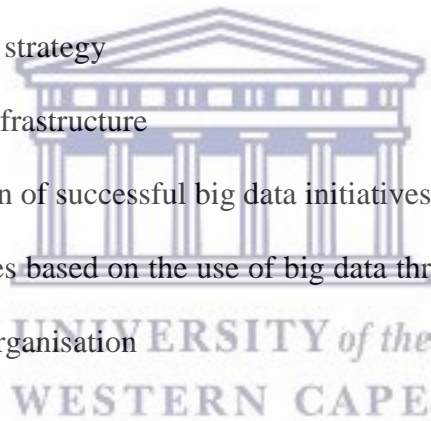 strategy
frastructure
n of successful big data initiatives
es based on the use of big data thr
rganisation
UNIVERSITY of the
WESTERN CAPE